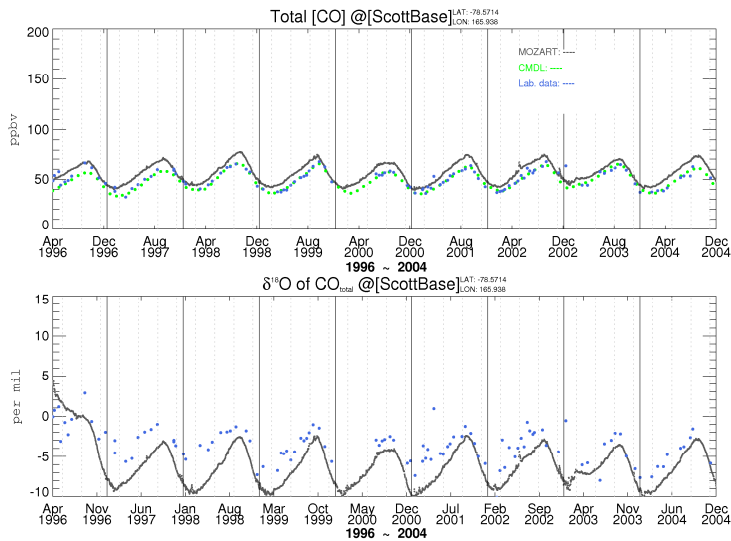 Total [CO] @[ScottBase] LAT: -78.5714 LON: 165.938
200
150
100
50
0
ppbv
MOZART: ----
CMDL: ----
Lab. data: ----
Apr Dec Aug Apr Dec Aug Apr Dec Aug Apr Dec Aug Apr Dec
1996 1996 1997 1998 1998 1999 2000 2000 2001 2002 2002 2003 2004 2004
1996 ~ 2004
δ¹⁸O of COtotal @[ScottBase] LAT: -78.5714 LON: 165.938
15
10
5
0
-5
-10
per mil
Apr Nov Jun Jan Aug Mar Oct May Dec Jul Feb Sep Apr Nov Jun Dec
1996 1996 1997 1998 1998 1999 1999 2000 2000 2001 2002 2002 2003 2003 2004 2004
1996 ~ 2004